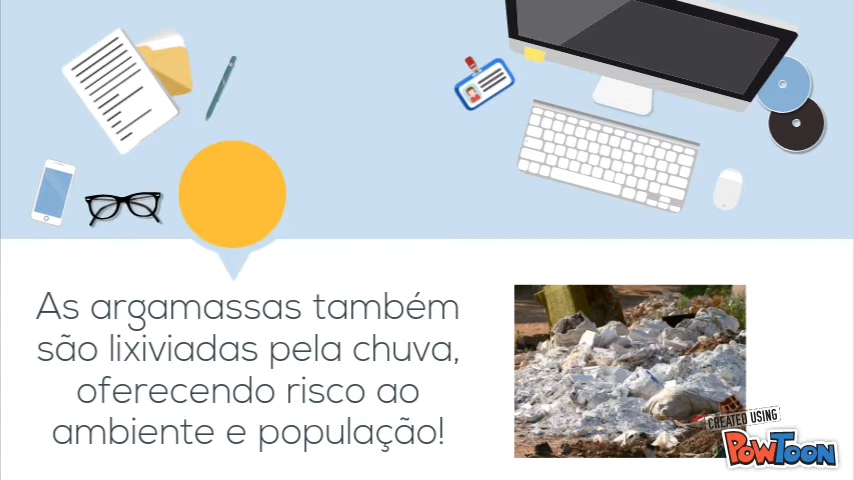 As argamassas também
são lixiviadas pela chuva,
oferecendo risco ao
ambiente e população!
CREATED USING
POWTOON